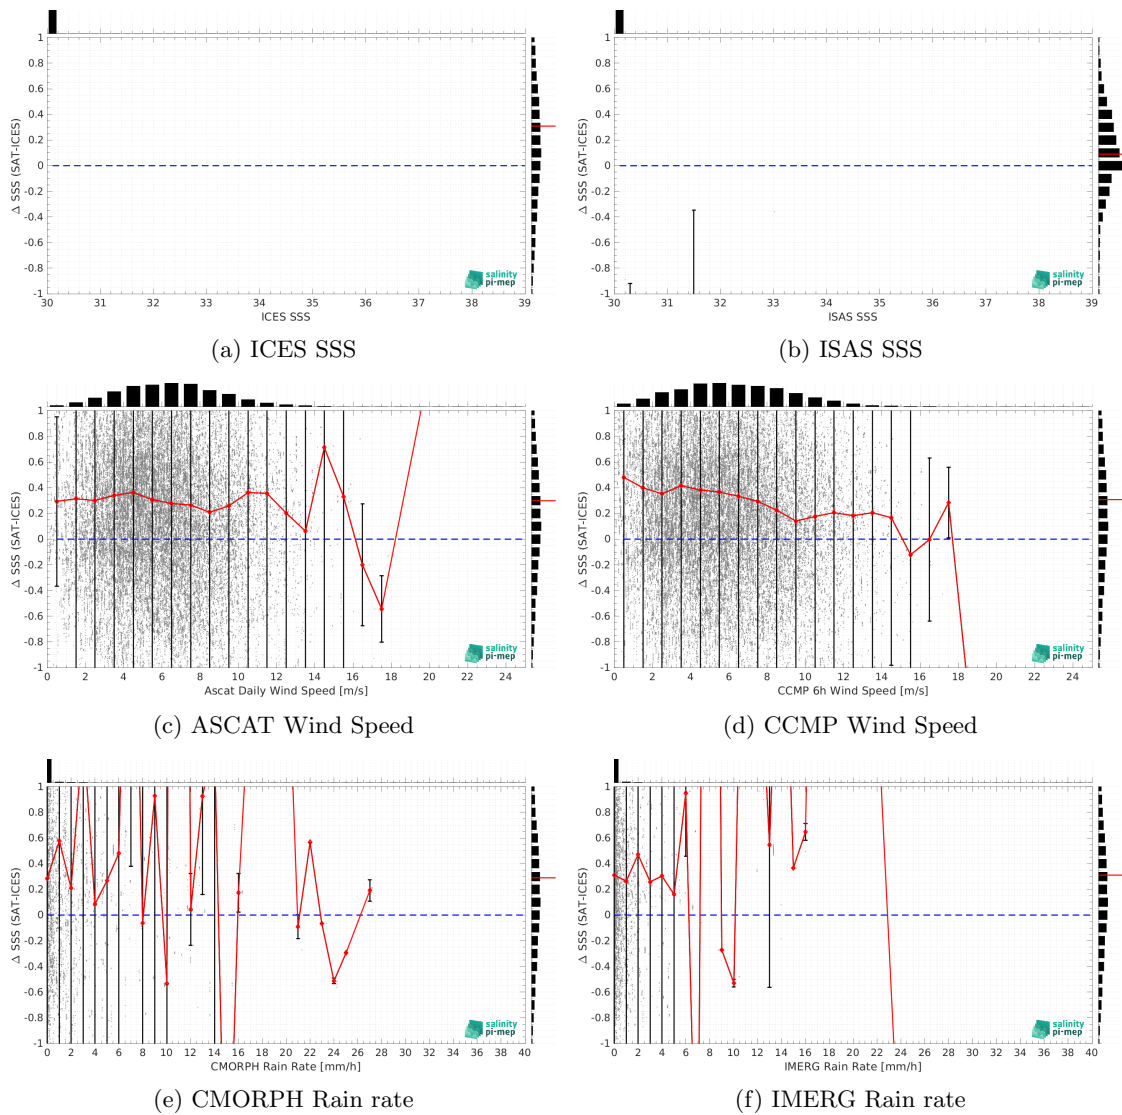 1
0.8
0.6
0.4
0.2
0
-0.2
-0.4
-0.6
-0.8
-1
Δ SSS (SAT-ICES)
30 31 32 33 34 35 36 37 38 39
ICES SSS
salinity
pi-mep
(a) ICES SSS
1
0.8
0.6
0.4
0.2
0
-0.2
-0.4
-0.6
-0.8
-1
Δ SSS (SAT-ICES)
30 31 32 33 34 35 36 37 38 39
ISAS SSS
salinity
pi-mep
(b) ISAS SSS
1
0.8
0.6
0.4
0.2
0
-0.2
-0.4
-0.6
-0.8
-1
Δ SSS (SAT-ICES)
0 2 4 6 8 10 12 14 16 18 20 22 24
Ascat Daily Wind Speed [m/s]
salinity
pi-mep
(c) ASCAT Wind Speed
1
0.8
0.6
0.4
0.2
0
-0.2
-0.4
-0.6
-0.8
-1
Δ SSS (SAT-ICES)
0 2 4 6 8 10 12 14 16 18 20 22 24
CCMP 6h Wind Speed [m/s]
salinity
pi-mep
(d) CCMP Wind Speed
1
0.8
0.6
0.4
0.2
0
-0.2
-0.4
-0.6
-0.8
-1
Δ SSS (SAT-ICES)
0 2 4 6 8 10 12 14 16 18 20 22 24 26 28 30 32 34 36 38 40
CMORPH Rain Rate [mm/h]
salinity
pi-mep
(e) CMORPH Rain rate
1
0.8
0.6
0.4
0.2
0
-0.2
-0.4
-0.6
-0.8
-1
Δ SSS (SAT-ICES)
0 2 4 6 8 10 12 14 16 18 20 22 24 26 28 30 32 34 36 38 40
IMERG Rain Rate [mm/h]
salinity
pi-mep
(f) IMERG Rain rate